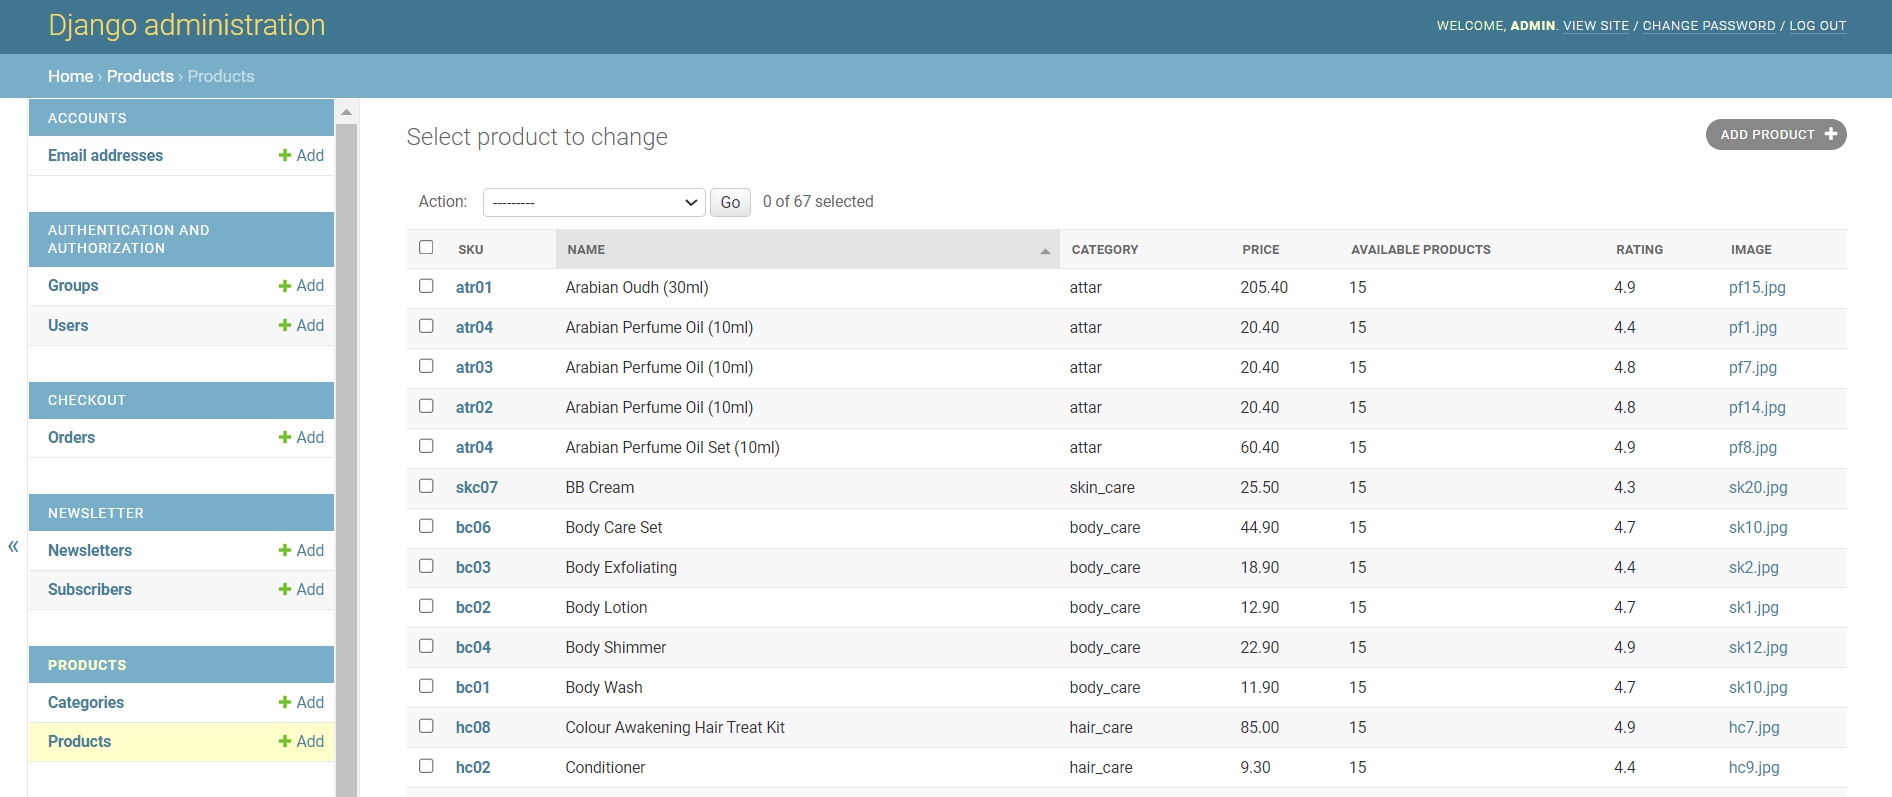 Django administration
WELCOME, ADMIN. VIEW SITE / CHANGE PASSWORD / LOG OUT
Home › Products › Products
ACCOUNTS
Email addresses + Add
AUTHENTICATION AND
AUTHORIZATION
Groups + Add
Users + Add
CHECKOUT
Orders + Add
NEWSLETTER
Newsletters + Add
Subscribers + Add
PRODUCTS
Categories + Add
Products + Add
«
Select product to change
ADD PRODUCT +
Action: --------- Go 0 of 67 selected
SKU NAME CATEGORY PRICE AVAILABLE PRODUCTS RATING IMAGE
atr01 Arabian Oudh (30ml) attar 205.40 15 4.9 pf15.jpg
atr04 Arabian Perfume Oil (10ml) attar 20.40 15 4.4 pf1.jpg
atr03 Arabian Perfume Oil (10ml) attar 20.40 15 4.8 pf7.jpg
atr02 Arabian Perfume Oil (10ml) attar 20.40 15 4.8 pf14.jpg
atr04 Arabian Perfume Oil Set (10ml) attar 60.40 15 4.9 pf8.jpg
skc07 BB Cream skin_care 25.50 15 4.3 sk20.jpg
bc06 Body Care Set body_care 44.90 15 4.7 sk10.jpg
bc03 Body Exfoliating body_care 18.90 15 4.4 sk2.jpg
bc02 Body Lotion body_care 12.90 15 4.7 sk1.jpg
bc04 Body Shimmer body_care 22.90 15 4.9 sk12.jpg
bc01 Body Wash body_care 11.90 15 4.7 sk10.jpg
hc08 Colour Awakening Hair Treat Kit hair_care 85.00 15 4.9 hc7.jpg
hc02 Conditioner hair_care 9.30 15 4.4 hc9.jpg